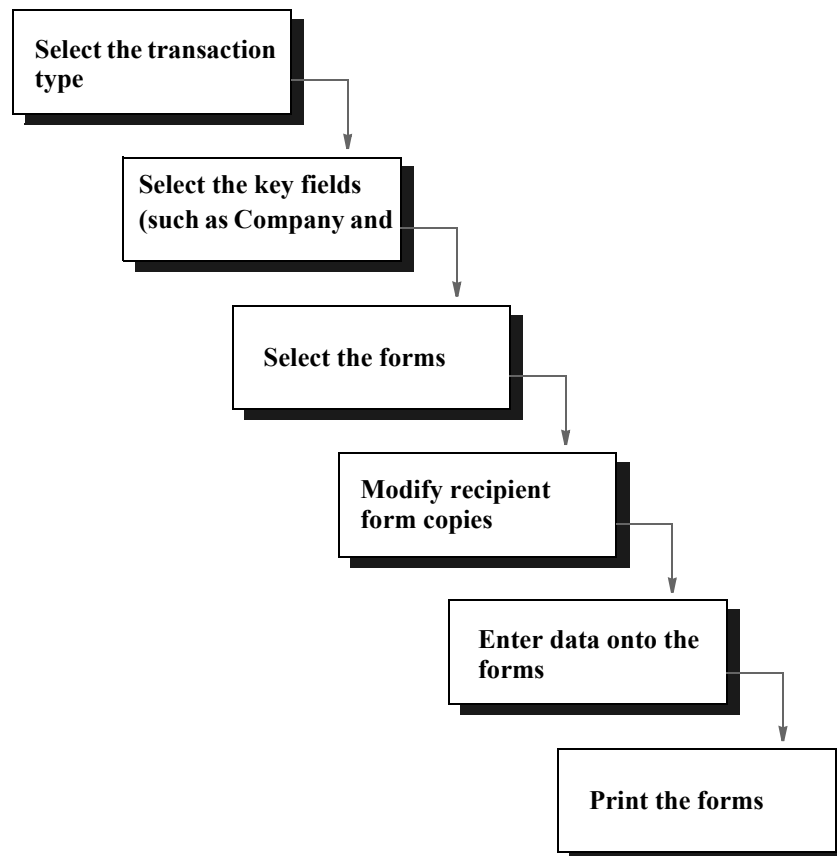 Select the transaction
type
Select the key fields
(such as Company and
Select the forms
Modify recipient
form copies
Enter data onto the
forms
Print the forms